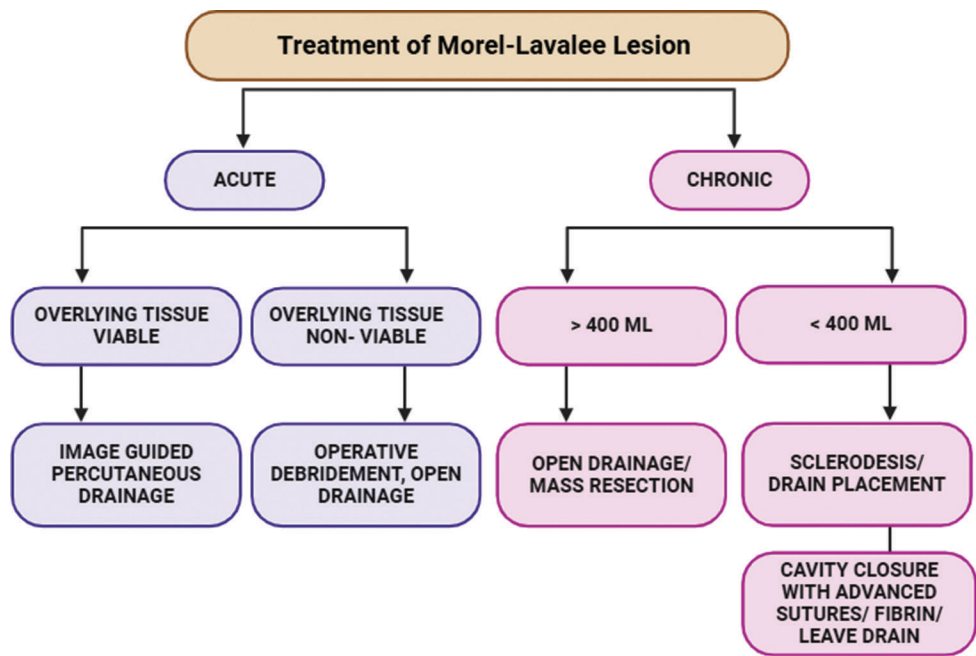 Treatment of Morel-Lavalee Lesion
ACUTE
CHRONIC
OVERLYING TISSUE
VIABLE
OVERLYING TISSUE
NON- VIABLE
> 400 ML
< 400 ML
IMAGE GUIDED
PERCUTANEOUS
DRAINAGE
OPERATIVE
DEBRIDEMENT, OPEN
DRAINAGE
OPEN DRAINAGE/
MASS RESECTION
SCLERODESIS/
DRAIN PLACEMENT
CAVITY CLOSURE
WITH ADVANCED
SUTURES/ FIBRIN/
LEAVE DRAIN